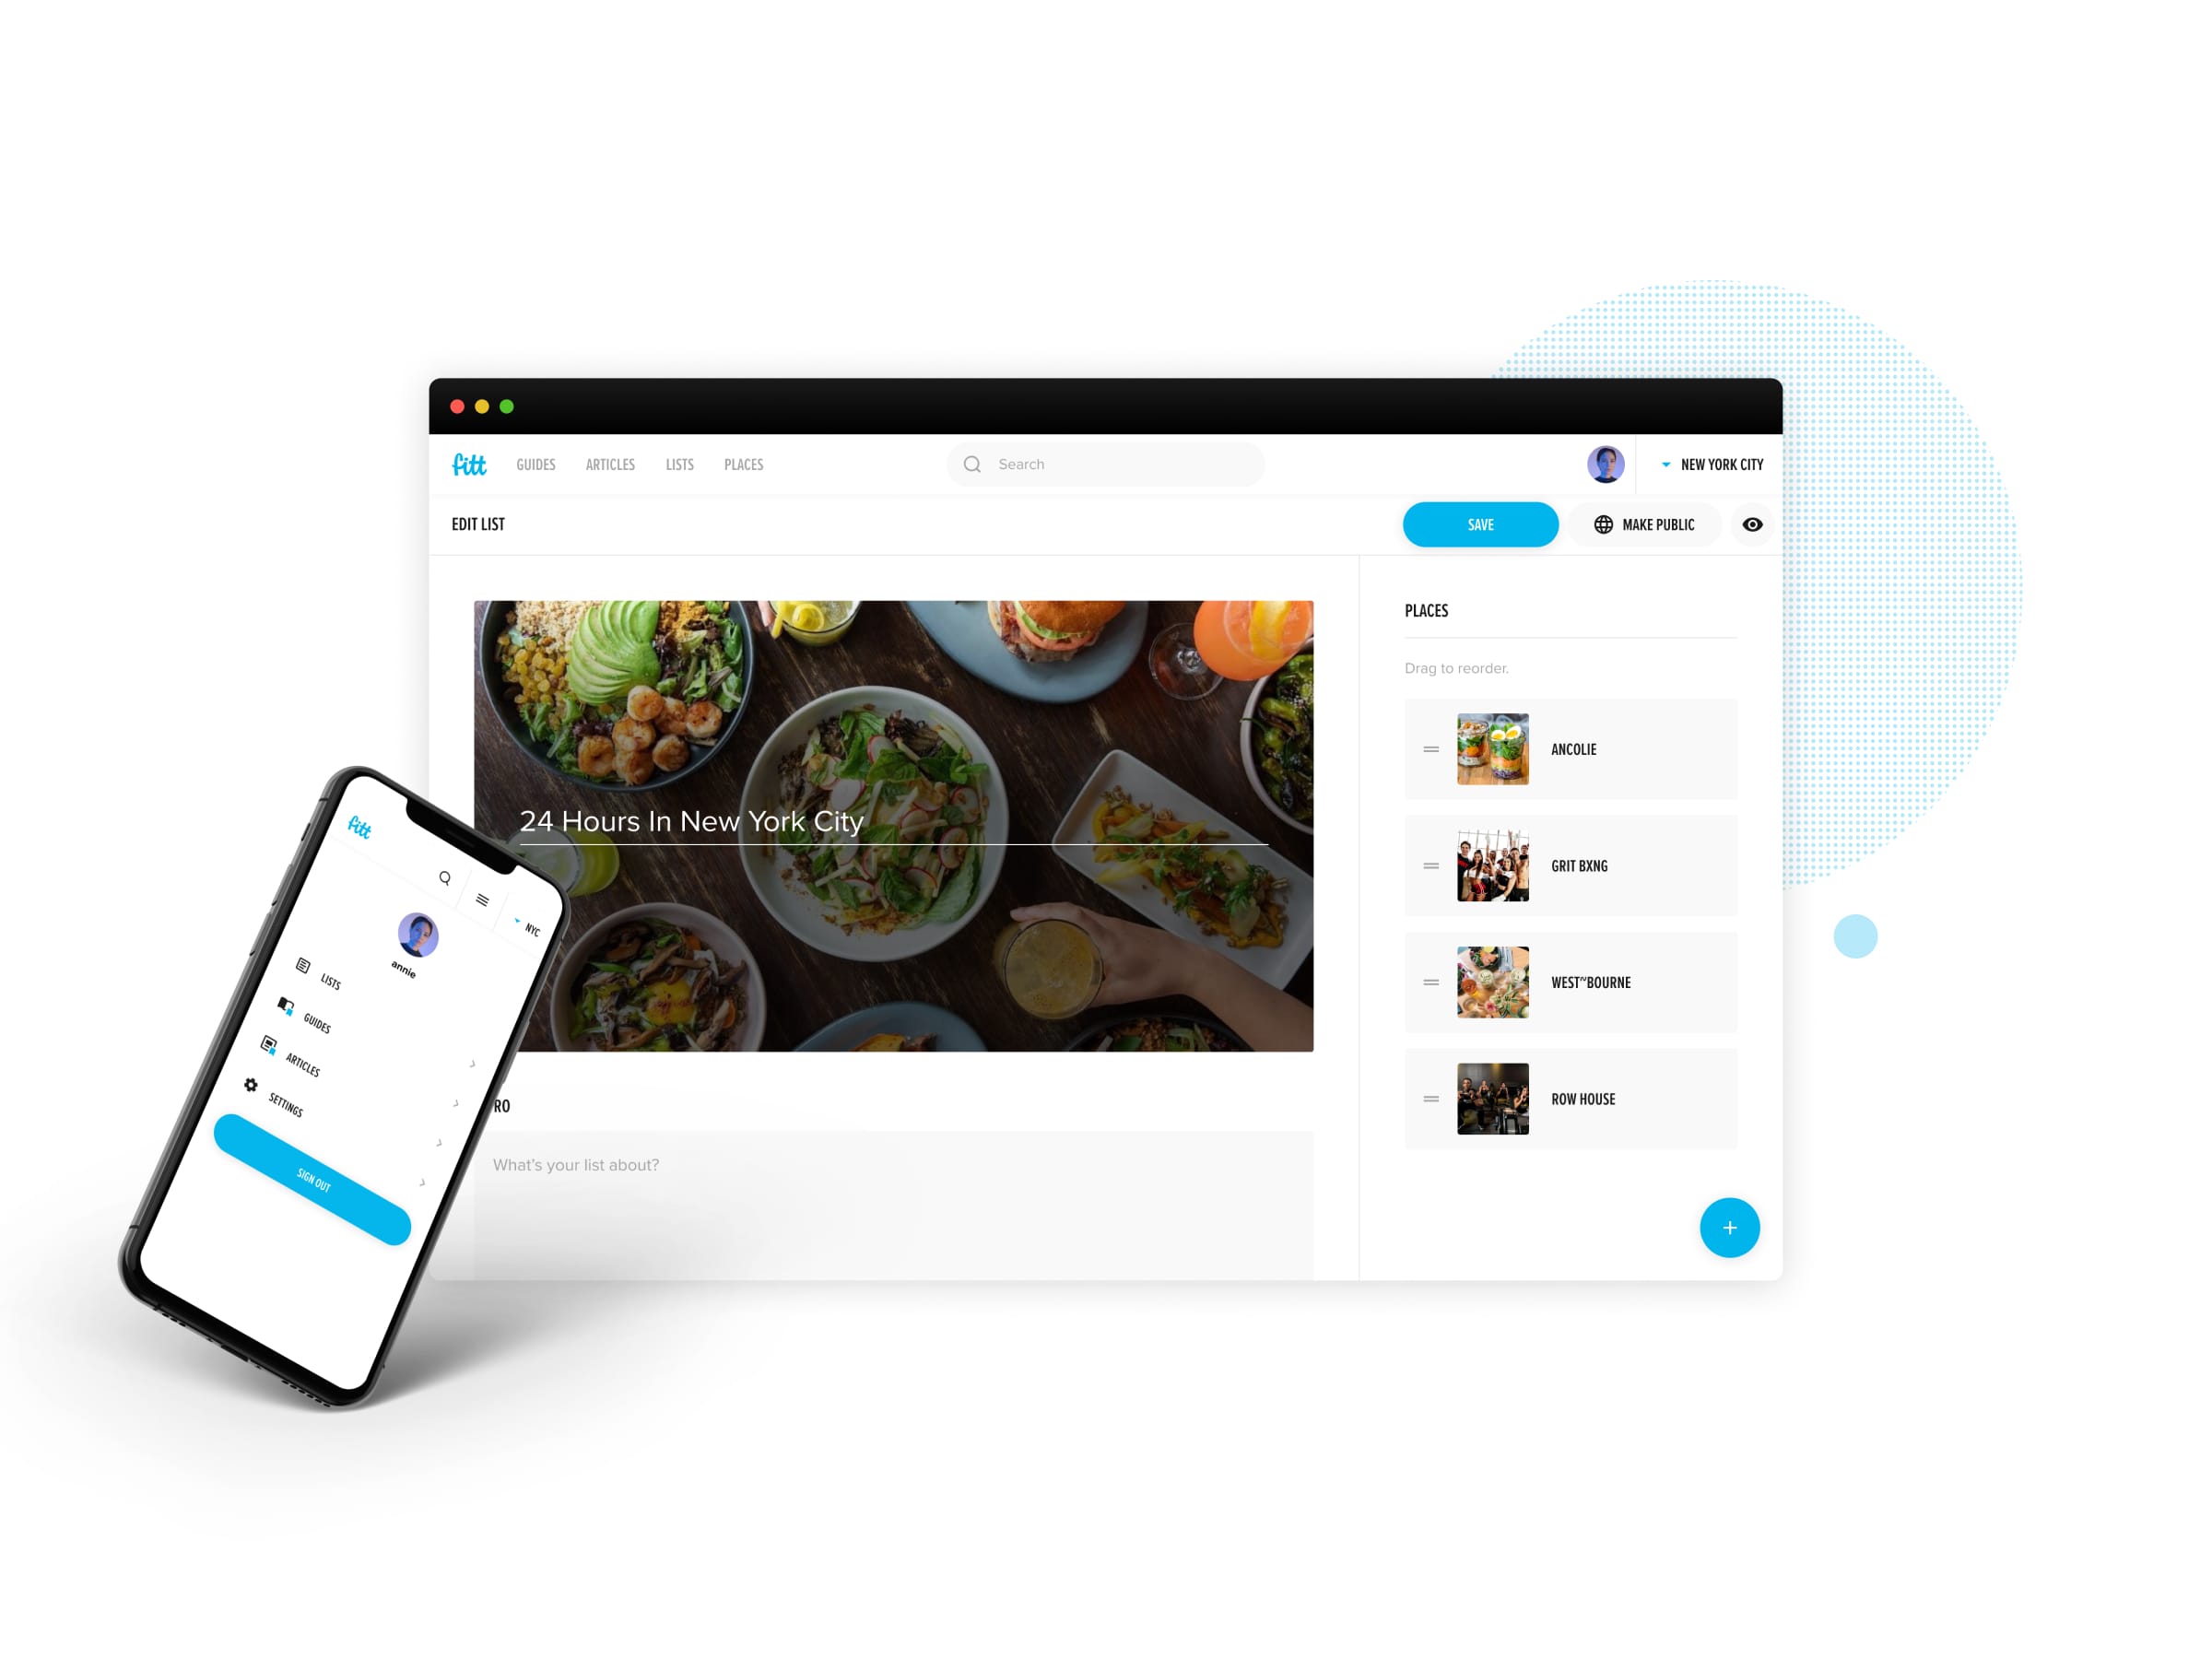 fitt GUIDES ARTICLES LISTS PLACES Search NEW YORK CITY
EDIT LIST SAVE MAKE PUBLIC
24 Hours In New York City
RO
What's your list about?
PLACES
Drag to reorder.
ANCOLIE
GRIT BXNG
WEST~BOURNE
ROW HOUSE
+
fitt
NYC
annie
LISTS
GUIDES
ARTICLES
SETTINGS
SIGN OUT